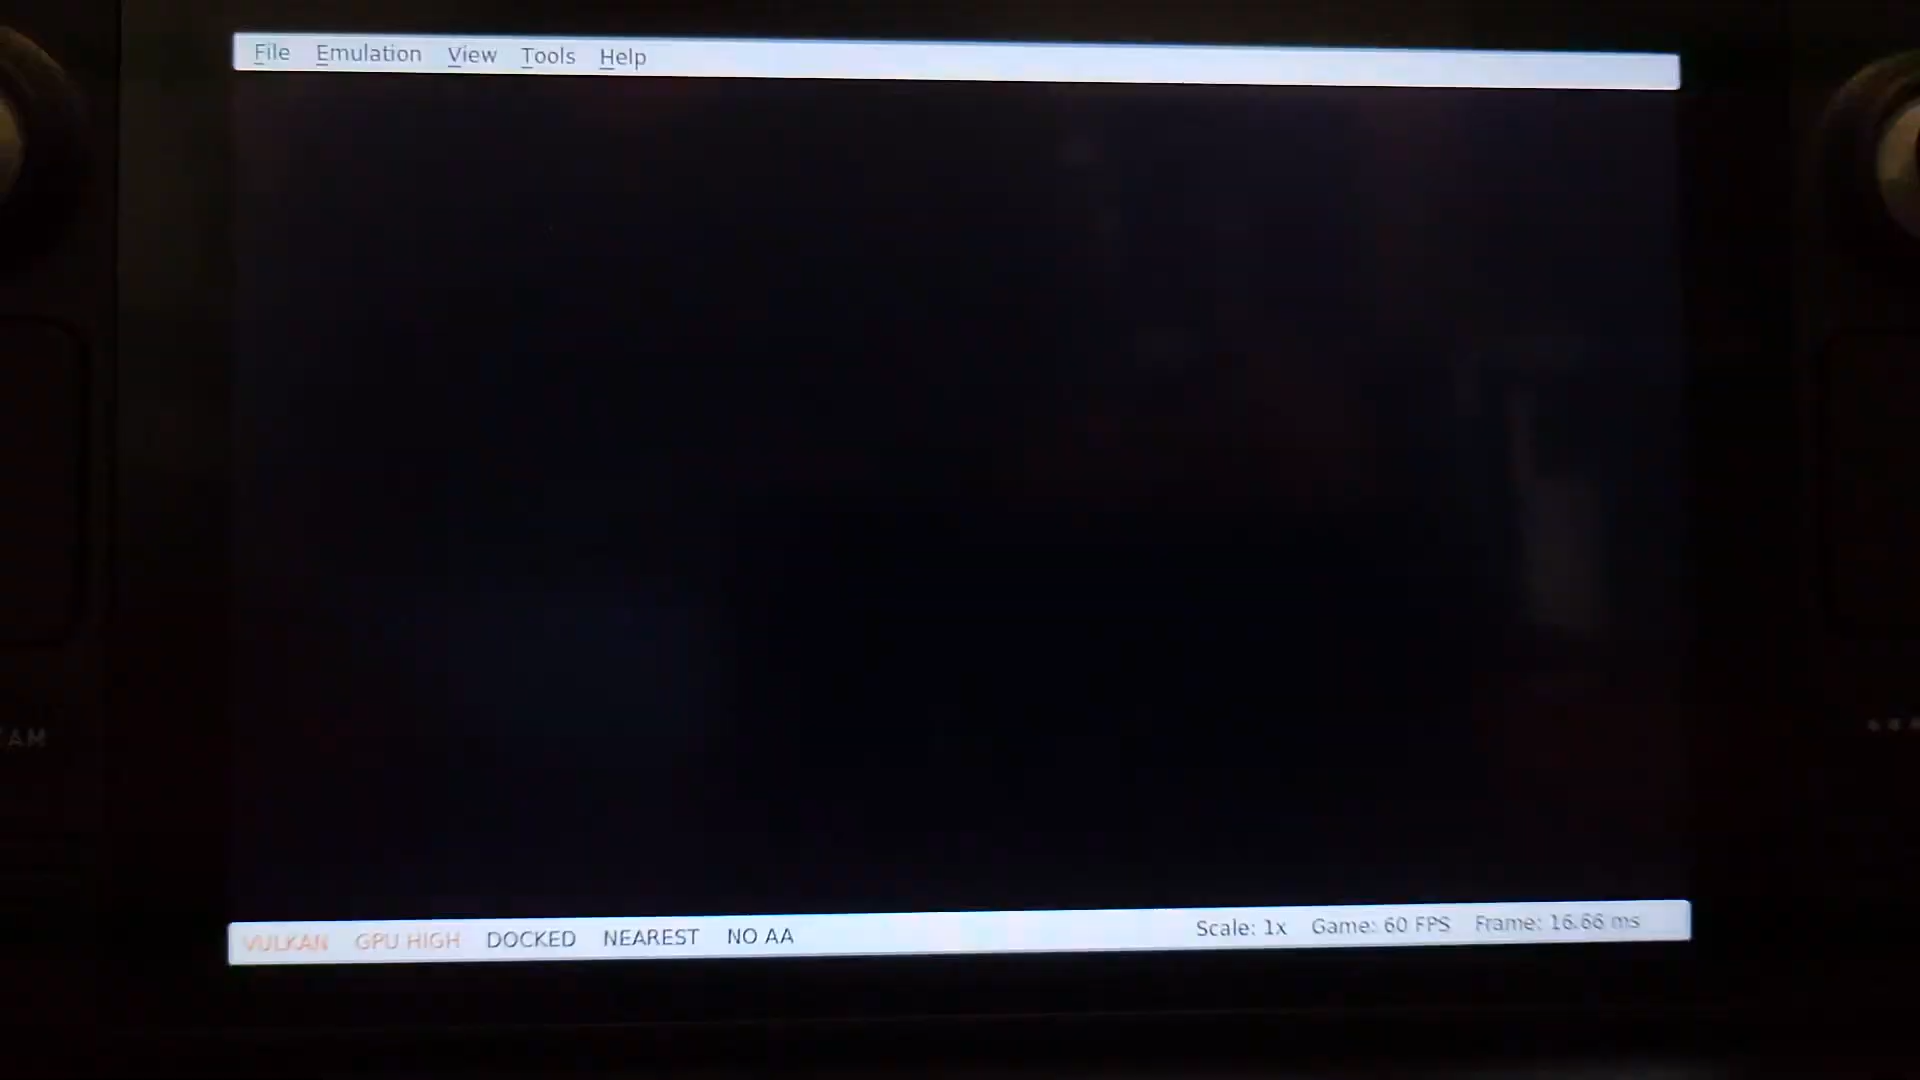 File Emulation View Tools Help
AM
VULKAN GPU HIGH DOCKED NEAREST NO AA Scale: 1x Game: 60 FPS Frame: 16.66 ms